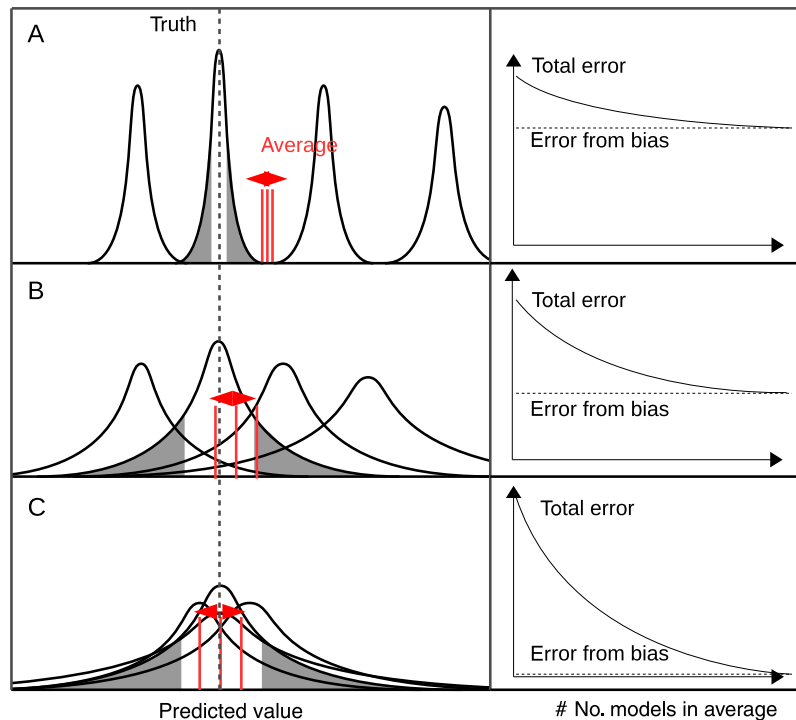 A
Truth
Average
Total error
Error from bias
B
Total error
Error from bias
C
Total error
Error from bias
Predicted value
# No. models in average